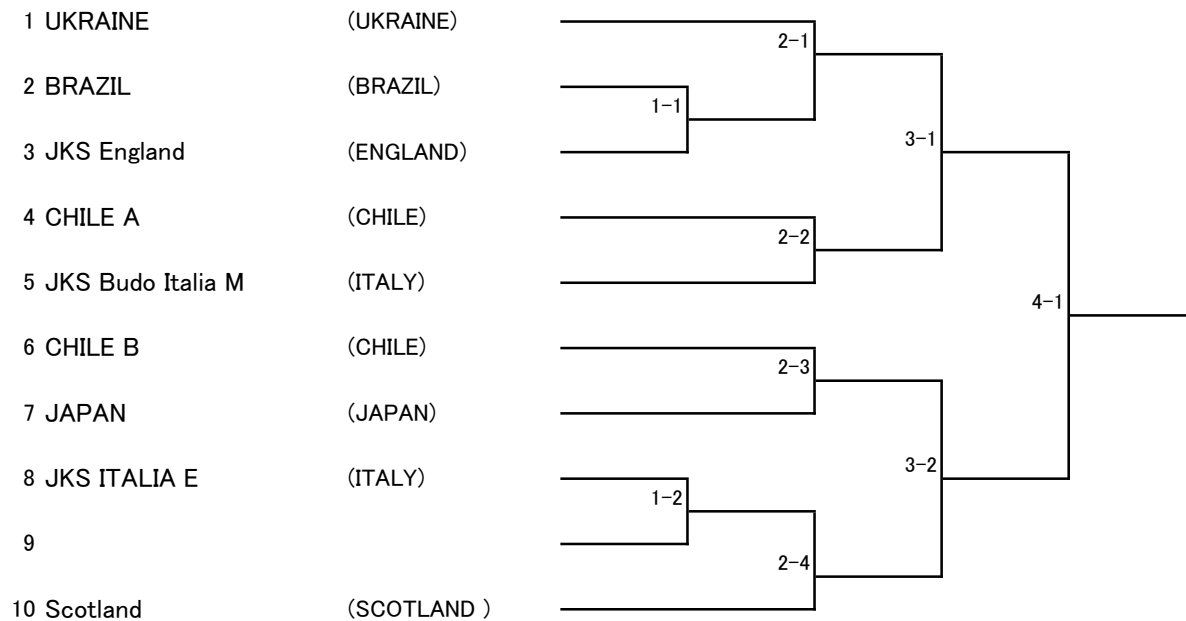 1 UKRAINE (UKRAINE)
2-1
2 BRAZIL (BRAZIL)
1-1
3 JKS England (ENGLAND)
3-1
4 CHILE A (CHILE)
2-2
5 JKS Budo Italia M (ITALY)
4-1
6 CHILE B (CHILE)
2-3
7 JAPAN (JAPAN)
3-2
8 JKS ITALIA E (ITALY)
1-2
9
2-4
10 Scotland (SCOTLAND )